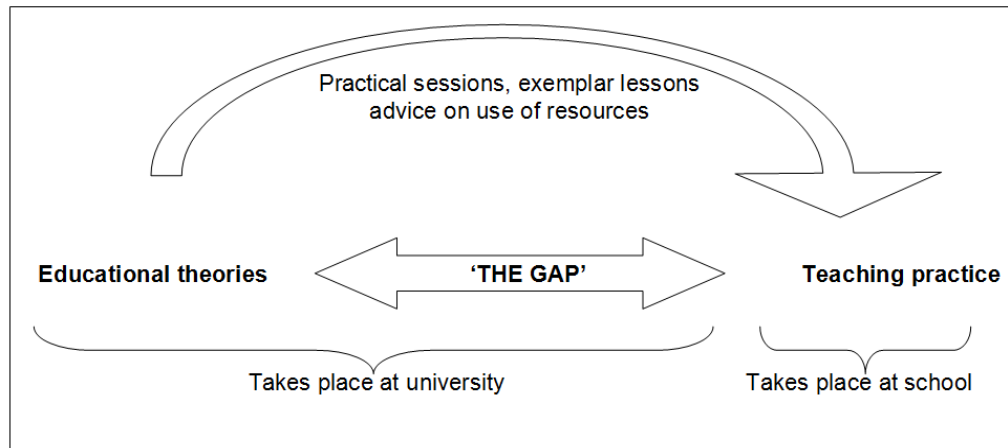 Practical sessions, exemplar lessons
advice on use of resources
Educational theories
‘THE GAP’
Teaching practice
Takes place at university
Takes place at school